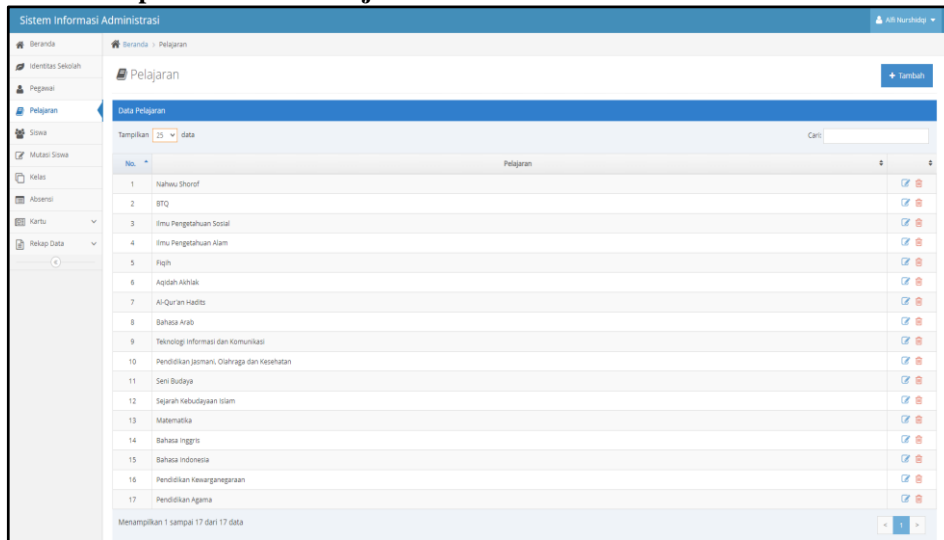 Sistem Informasi Administrasi
Alfi Nurshidqi
Beranda
Identitas Sekolah
Pegawai
Pelajaran
Siswa
Mutasi Siswa
Kelas
Absensi
Kartu
Rekap Data
Beranda > Pelajaran
Pelajaran
+ Tambah
Data Pelajaran
Tampilkan 25 data
Cari:
No. Pelajaran
1 Nahwu Shorof
2 BTQ
3 Ilmu Pengetahuan Sosial
4 Ilmu Pengetahuan Alam
5 Fiqih
6 Aqidah Akhlak
7 Al-Qur'an Hadits
8 Bahasa Arab
9 Teknologi Informasi dan Komunikasi
10 Pendidikan Jasmani, Olahraga dan Kesehatan
11 Seni Budaya
12 Sejarah Kebudayaan Islam
13 Matematika
14 Bahasa Inggris
15 Bahasa Indonesia
16 Pendidikan Kewarganegaraan
17 Pendidikan Agama
Menampilkan 1 sampai 17 dari 17 data
< 1 >